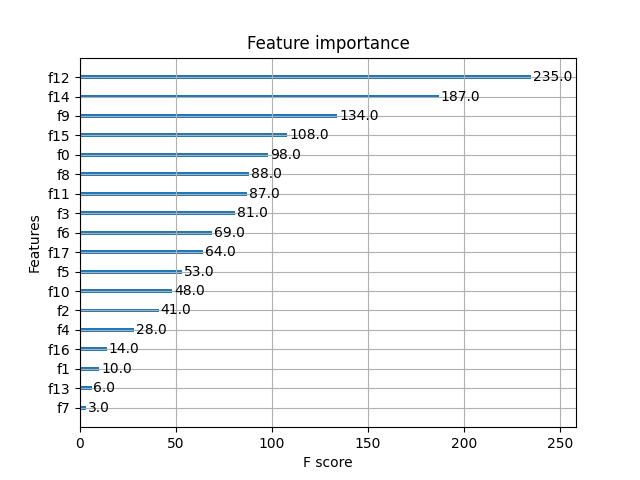 Feature importance
f12 235.0
f14 187.0
f9 134.0
f15 108.0
f0 98.0
f8 88.0
f11 87.0
f3 81.0
f6 69.0
f17 64.0
f5 53.0
f10 48.0
f2 41.0
f4 28.0
f16 14.0
f1 10.0
f13 6.0
f7 3.0
Features
0 50 100 150 200 250
F score